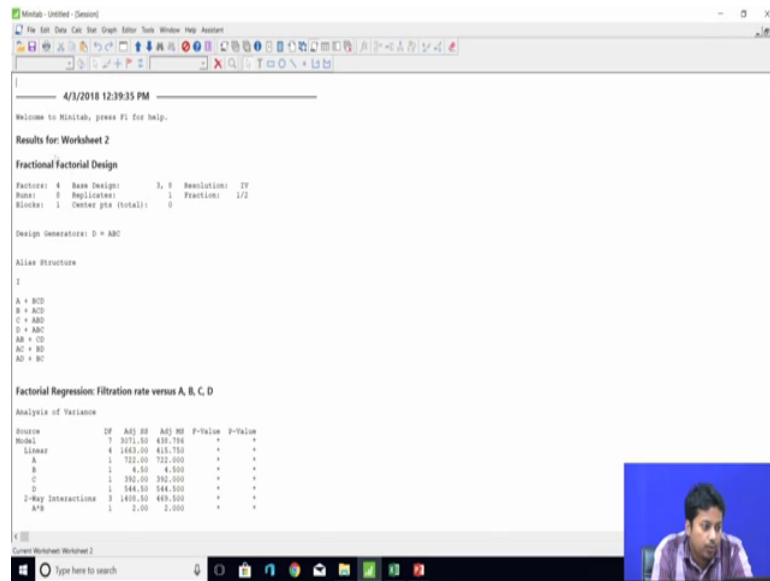 Minitab - Untitled - [Session]
File Edit Data Calc Stat Graph Editor Tools Window Help Assistant
4/3/2018 12:39:35 PM
Welcome to Minitab, press F1 for help.
Results for: Worksheet 2
Fractional Factorial Design
Factors: 4 Base Design: 3, 8 Resolution: IV
Runs: 8 Replicates: 1 Fraction: 1/2
Blocks: 1 Center pts (total): 0
Design Generators: D = ABC
Alias Structure
I
A + BCD
B + ACD
C + ABD
D + ABC
AB + CD
AC + BD
AD + BC
Factorial Regression: Filtration rate versus A, B, C, D
Analysis of Variance
Source DF Adj SS Adj MS F-Value P-Value
Model 7 3071.50 438.786 * *
Linear 4 1663.00 415.750 * *
A 1 722.00 722.000 * *
B 1 4.50 4.500 * *
C 1 392.00 392.000 * *
D 1 544.50 544.500 * *
2-Way Interactions 3 1408.50 469.500 * *
A*B 1 2.00 2.000 * *
Current Worksheet: Worksheet 2
Type here to search